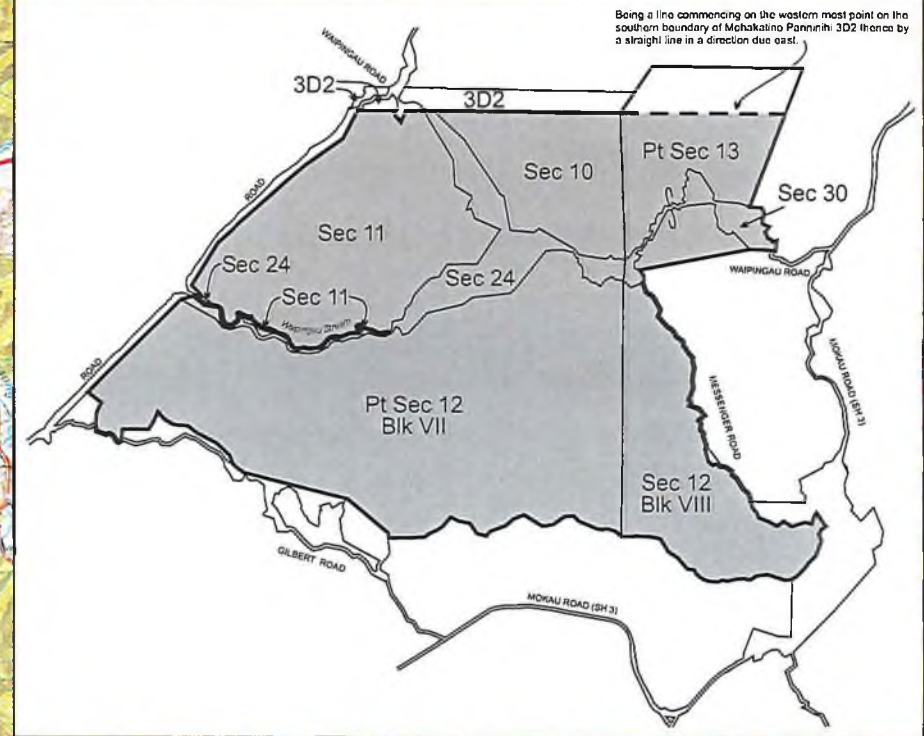 Being a line commencing on the western most point on the
southern boundary of Mohakatino Parininihi 3D2 thence by
a straight line in a direction due east.
WAIPINGAU ROAD
3D2
3D2
Sec 10
Pt Sec 13
Sec 30
ROAD
Sec 11
Sec 24
Sec 24
WAIPINGAU ROAD
Sec 11
Waipingau Stream
ROAD
MOKAU ROAD (SH 3)
MESSENGER ROAD
Pt Sec 12
Blk VII
Sec 12
Blk VIII
GILBERT ROAD
MOKAU ROAD (SH 3)